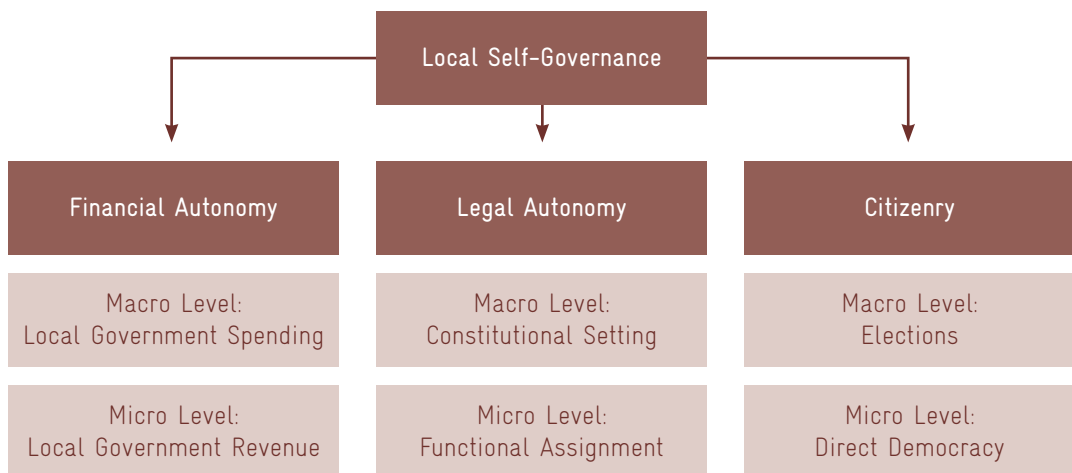 Local Self-Governance
Financial Autonomy
Legal Autonomy
Citizenry
Macro Level:
Local Government Spending
Macro Level:
Constitutional Setting
Macro Level:
Elections
Micro Level:
Local Government Revenue
Micro Level:
Functional Assignment
Micro Level:
Direct Democracy